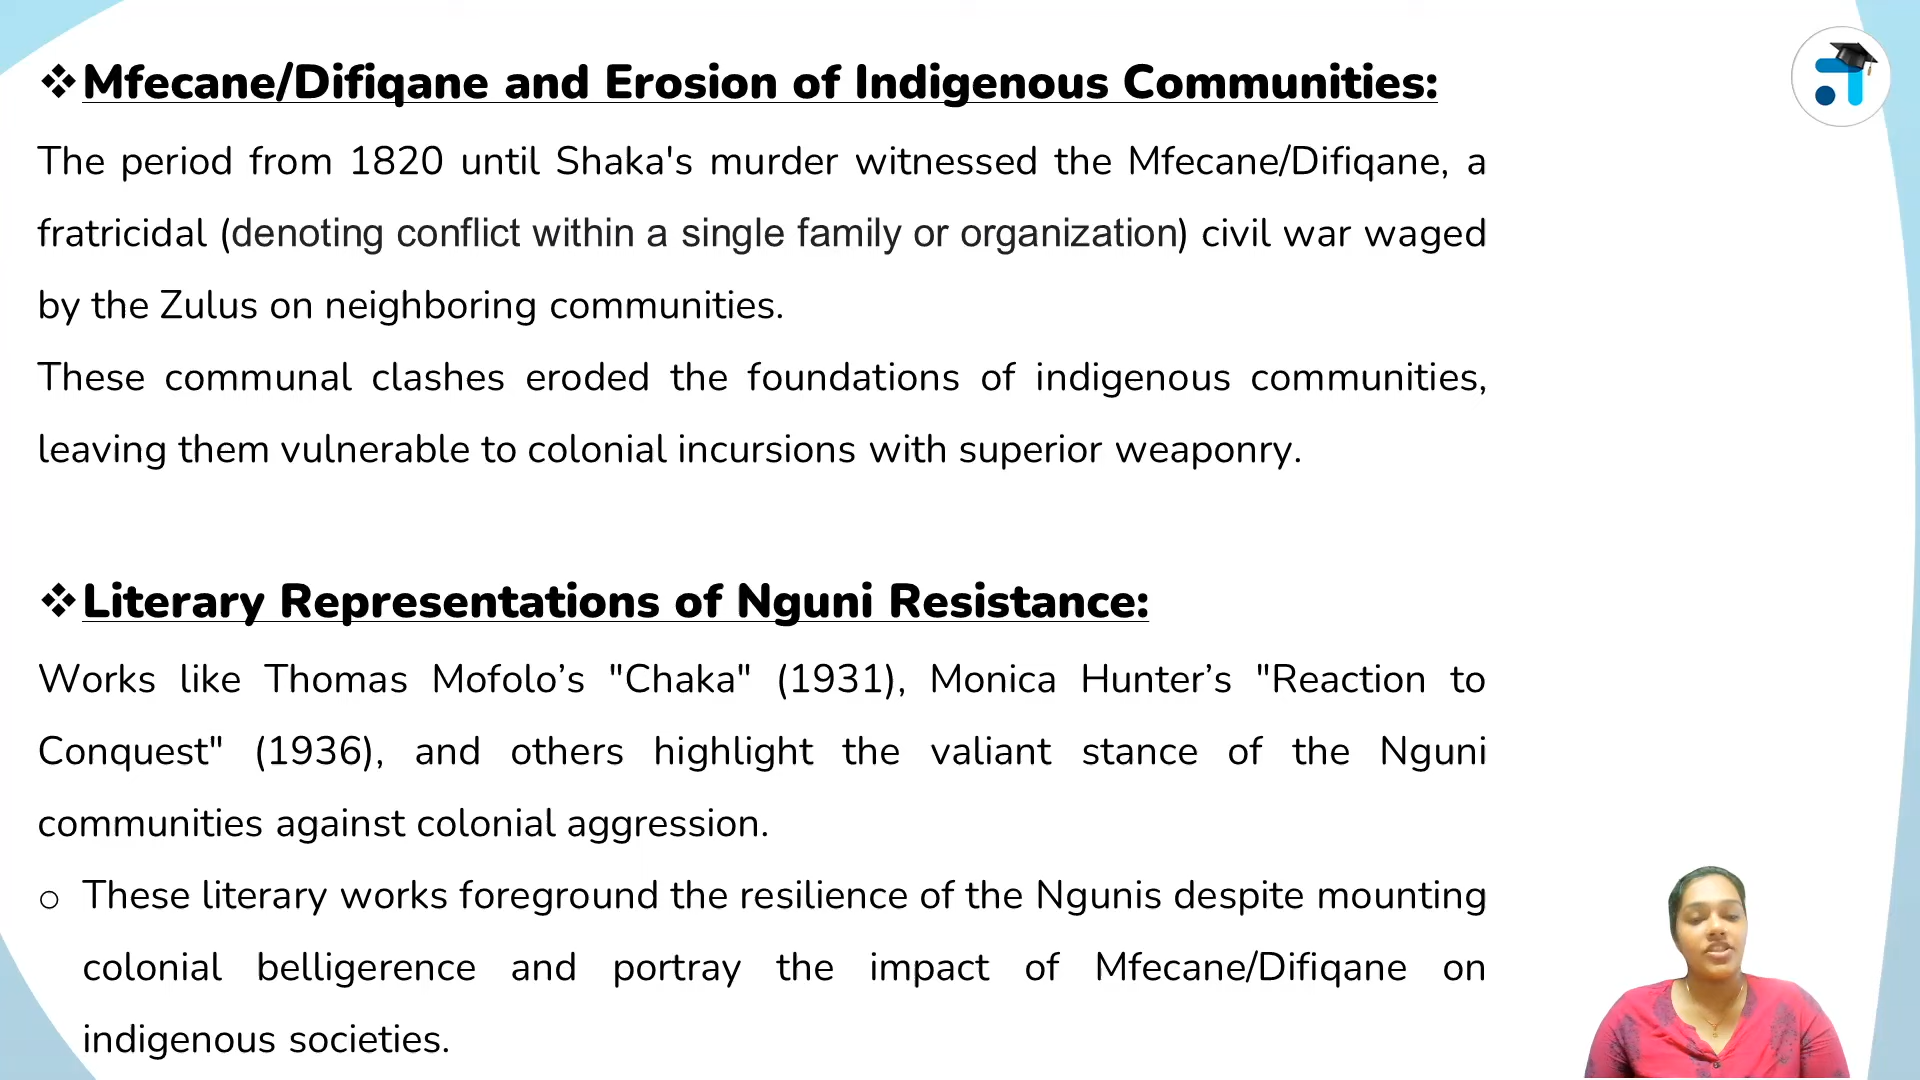 ❖Mfecane/Difiqane and Erosion of Indigenous Communities:
The period from 1820 until Shaka's murder witnessed the Mfecane/Difiqane, a
fratricidal (denoting conflict within a single family or organization) civil war waged
by the Zulus on neighboring communities.
These communal clashes eroded the foundations of indigenous communities,
leaving them vulnerable to colonial incursions with superior weaponry.
❖Literary Representations of Nguni Resistance:
Works like Thomas Mofolo’s "Chaka" (1931), Monica Hunter’s "Reaction to
Conquest" (1936), and others highlight the valiant stance of the Nguni
communities against colonial aggression.
o These literary works foreground the resilience of the Ngunis despite mounting
colonial belligerence and portray the impact of Mfecane/Difiqane on
indigenous societies.